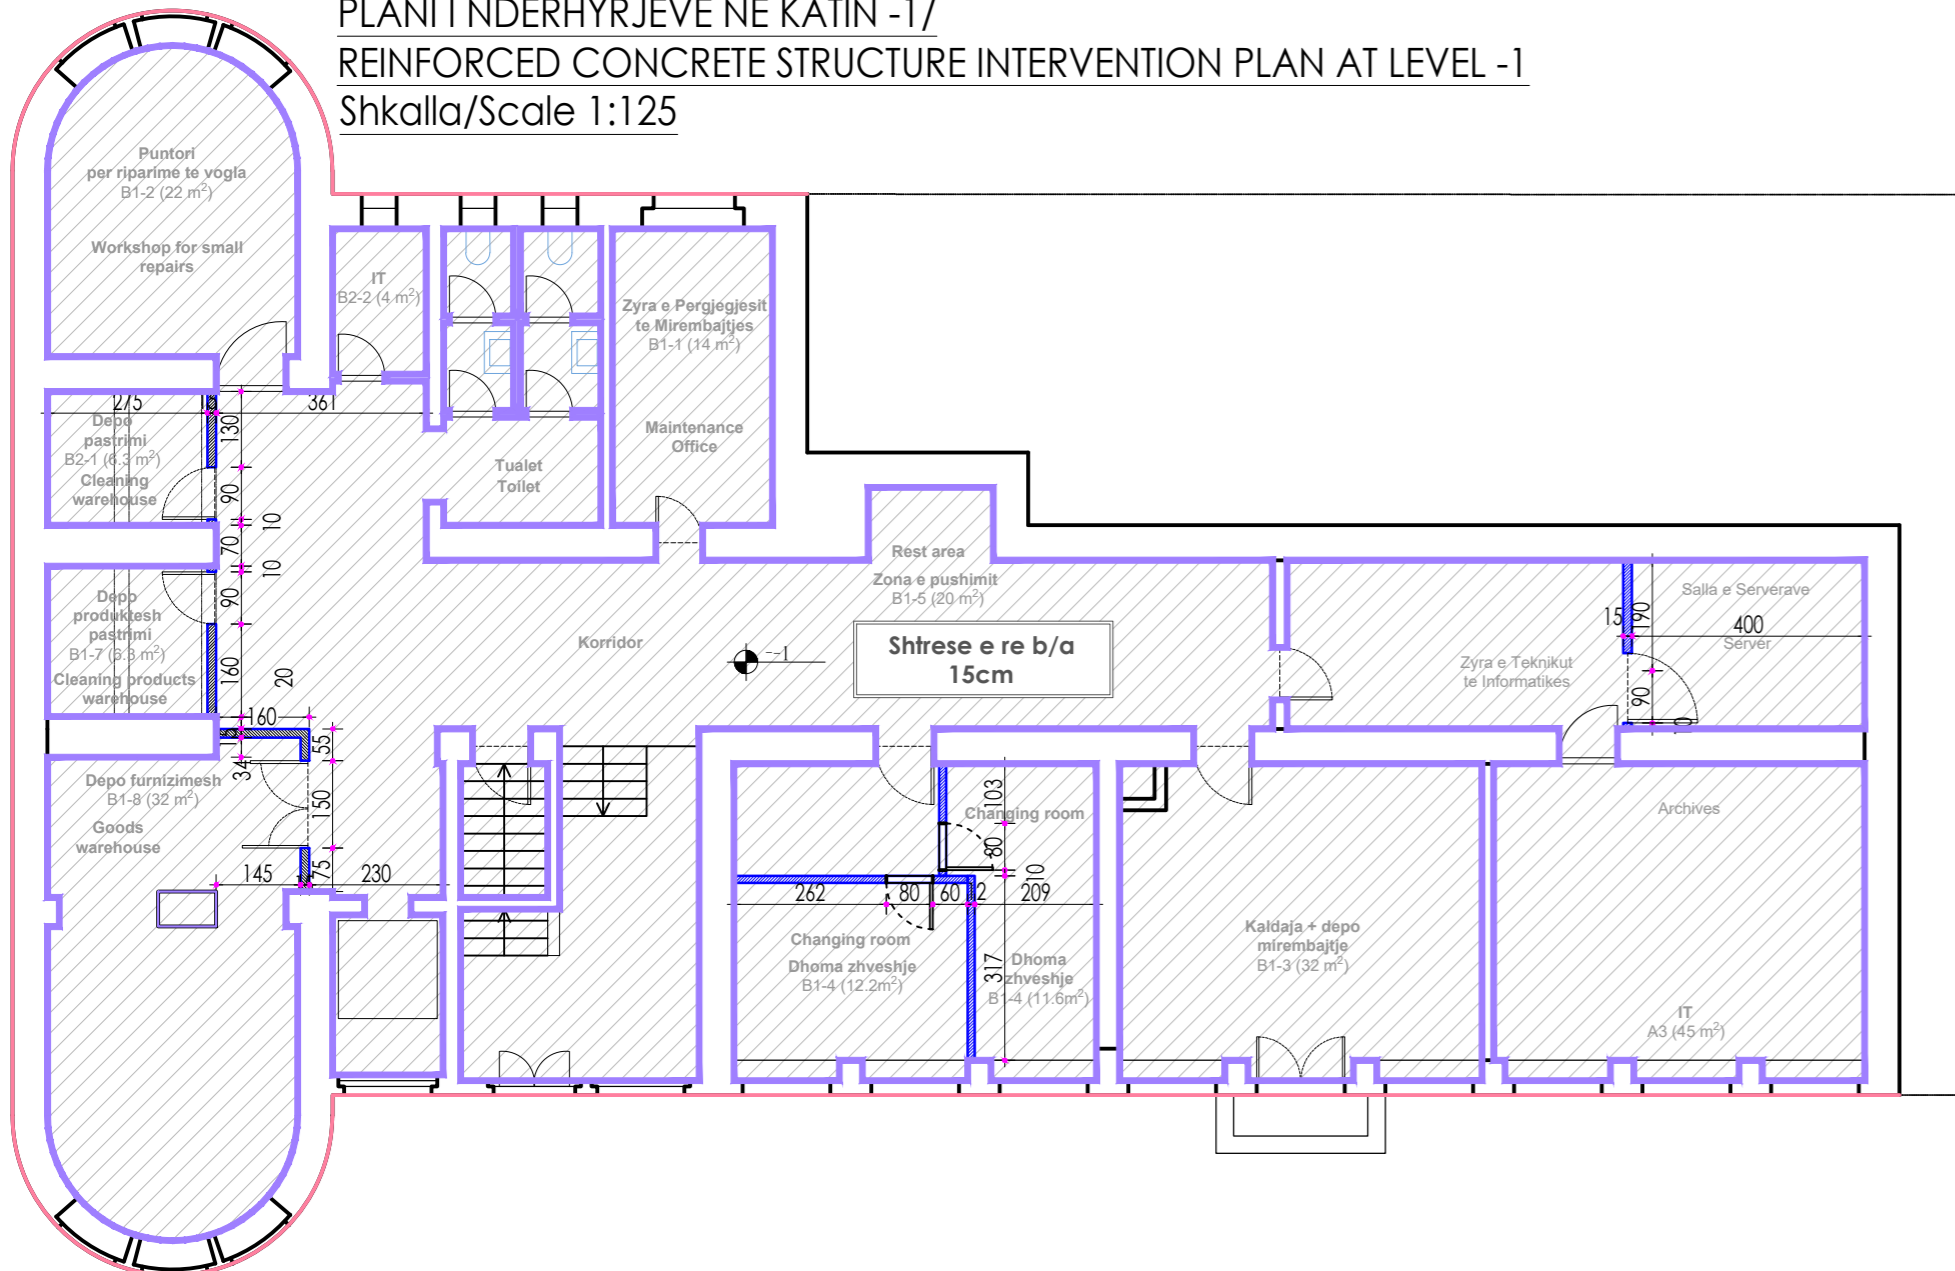 PLANI I NDERHYRJEVE NE KATIN -1/
REINFORCED CONCRETE STRUCTURE INTERVENTION PLAN AT LEVEL -1
Shkalla/Scale 1:125
Puntori
per riparime te vogla
B1-2 (22 m²)
Workshop for small
repairs
IT
B2-2 (4 m²)
Zyra e Pergjegjesit
te Mirembajtjes
B1-1 (14 m²)
Maintenance
Office
Tualet
Toilet
275
361
130
90
10
70
10
90
160
20
Depo
pastrimi
B2-1 (6.3 m²)
Cleaning
warehouse
Depo
produktesh
pastrimi
B1-7 (6.3 m²)
Cleaning products
warehouse
Korridor
Rest area
Zona e pushimit
B1-5 (20 m²)
Shtrese e re b/a
15cm
--1
Zyra e Teknikut
te Informatikes
Salla e Serverave
Server
15
190
400
90
160
55
34
150
75
145
230
Depo furnizimesh
B1-8 (32 m²)
Goods
warehouse
Changing room
103
80
10
262
80
60
209
317
Changing room
Dhoma zhveshje
B1-4 (12.2m²)
Dhoma
zhveshje
B1-4 (11.6m²)
Kaldaja + depo
mirembajtje
B1-3 (32 m²)
Archives
IT
A3 (45 m²)